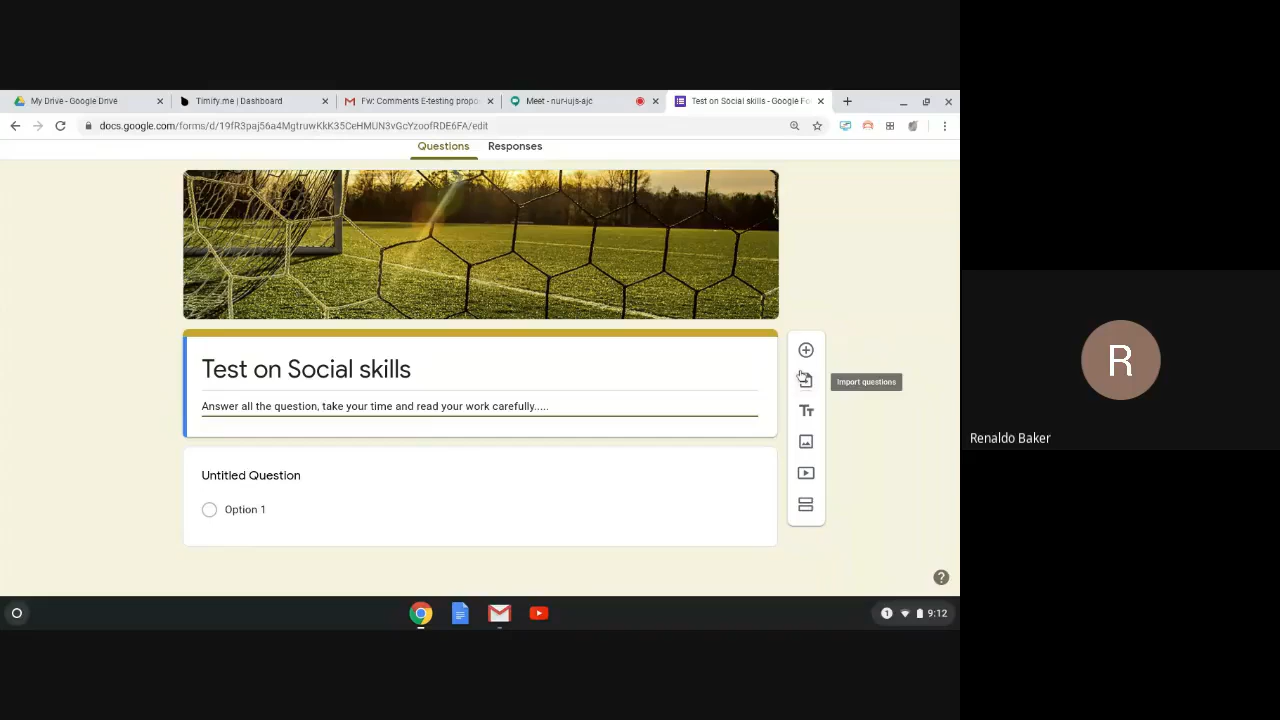 My Drive - Google Drive
Timify.me | Dashboard
Fw: Comments E-testing propo
Meet - nur-iujs-ajc
Test on Social skills - Google Fo
docs.google.com/forms/d/19fR3paj56a4MgtruwKkK35CeHMUN3vGcYzoofRDE6FA/edit
Questions
Responses
Test on Social skills
Import questions
Answer all the question, take your time and read your work carefully.....
Untitled Question
Option 1
1
9:12
R
Renaldo Baker